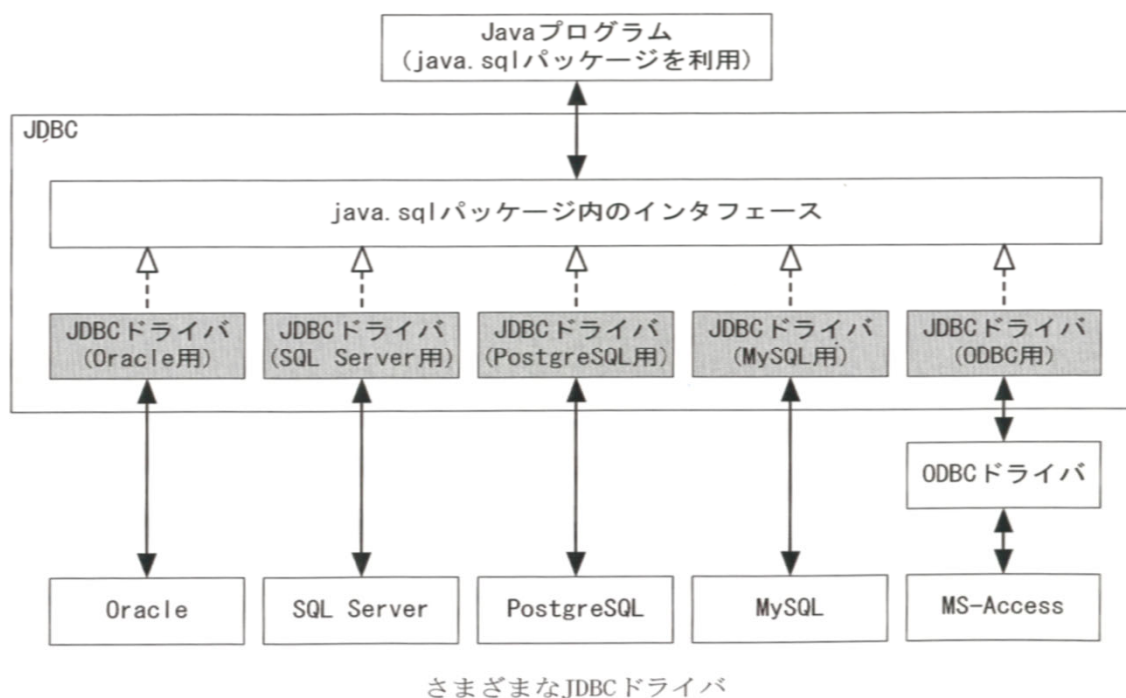 Javaプログラム
(java.sqlパッケージを利用)
JDBC
java.sqlパッケージ内のインタフェース
JDBCドライバ
(Oracle用)
JDBCドライバ
(SQL Server用)
JDBCドライバ
(PostgreSQL用)
JDBCドライバ
(MySQL用)
JDBCドライバ
(ODBC用)
ODBCドライバ
Oracle
SQL Server
PostgreSQL
MySQL
MS-Access
さまざまなJDBCドライバ